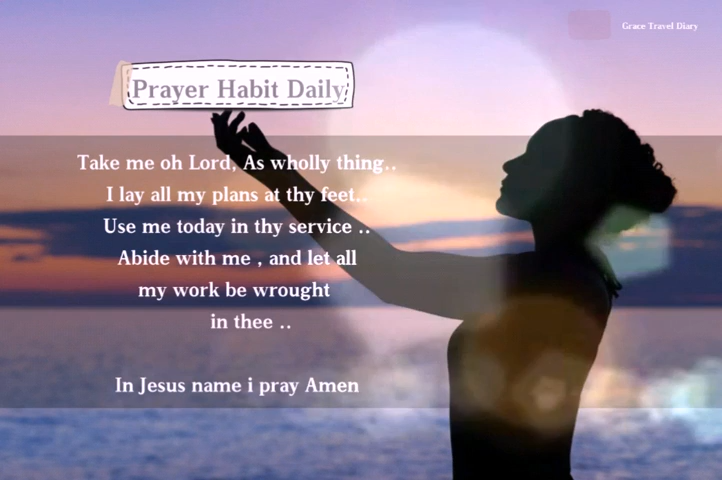 Grace Travel Diary
Prayer Habit Daily
Take me oh Lord, As wholly thing..
I lay all my plans at thy feet..
Use me today in thy service ..
Abide with me , and let all
my work be wrought
in thee ..
In Jesus name i pray Amen